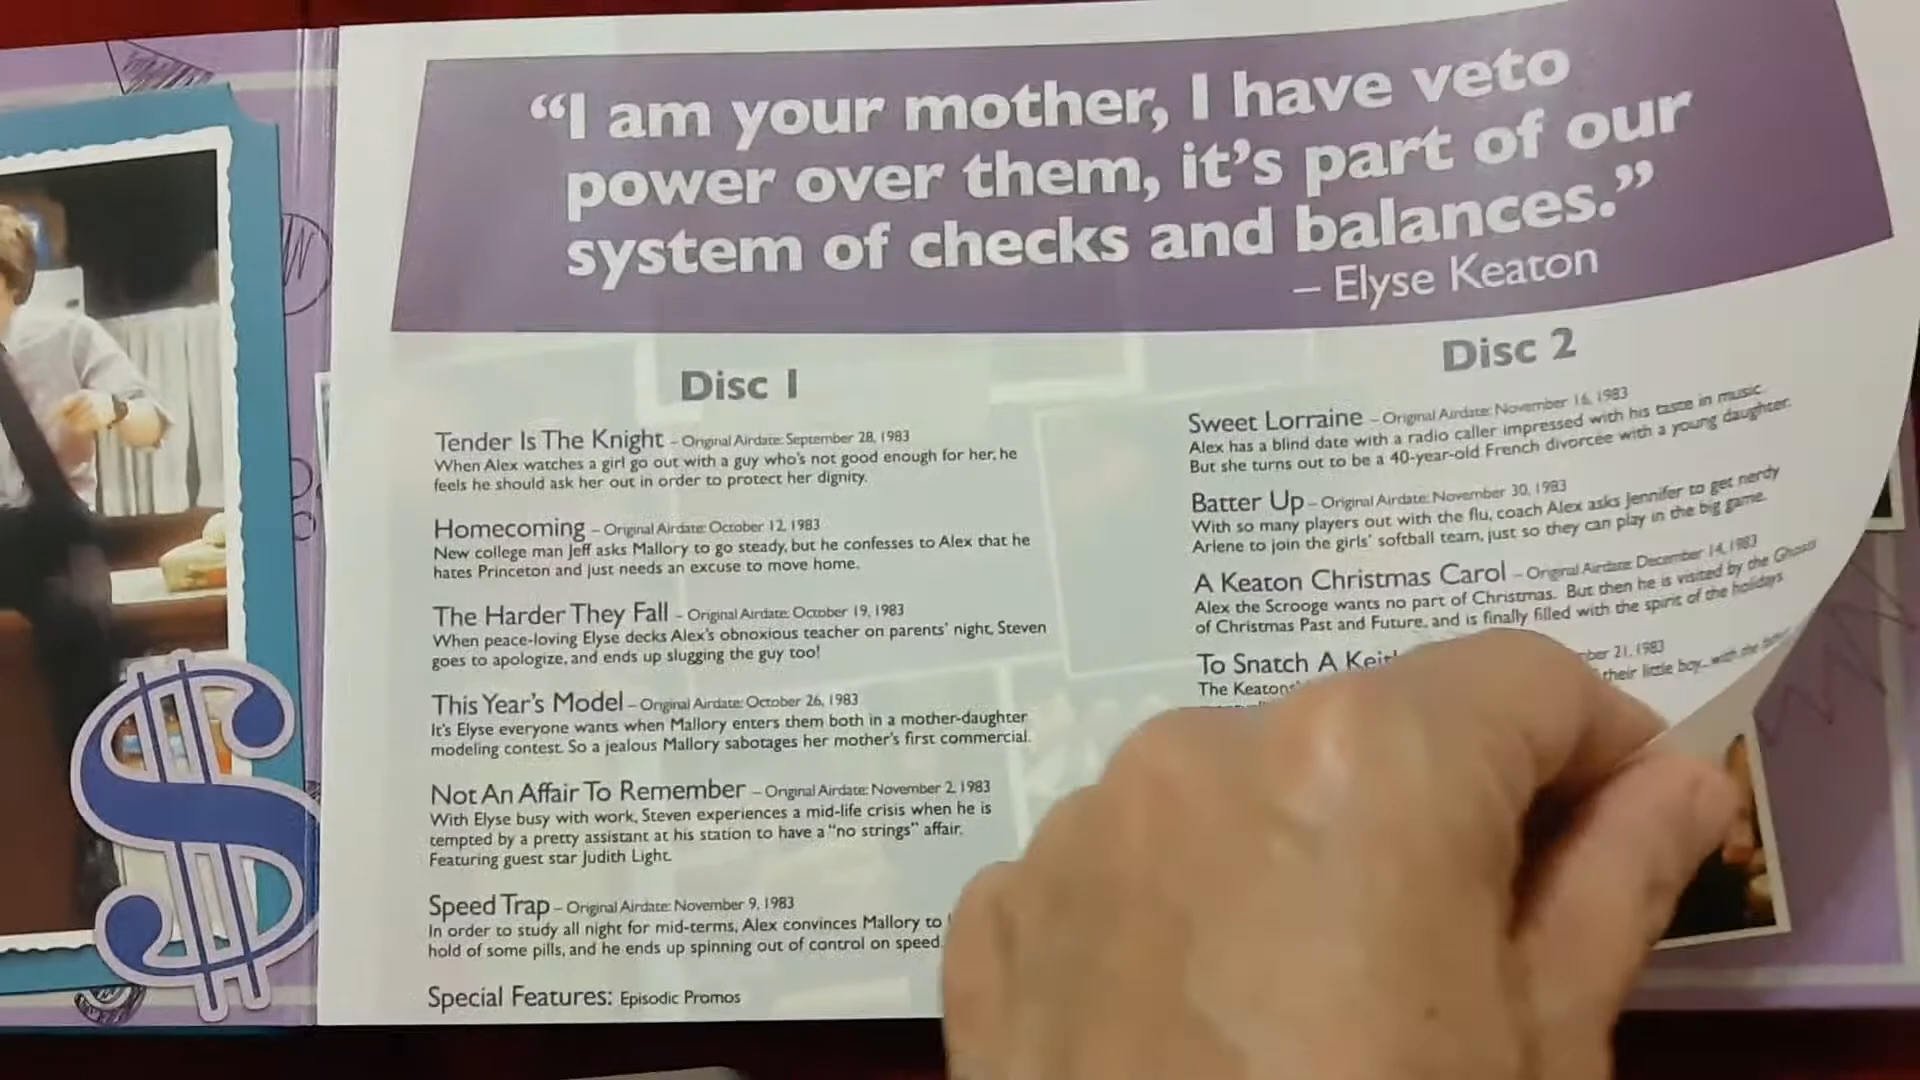 “I am your mother, I have veto
power over them, it’s part of our
system of checks and balances.”
– Elyse Keaton
Disc 1
Tender Is The Knight – Original Airdate: September 28, 1983
When Alex watches a girl go out with a guy who’s not good enough for her, he
feels he should ask her out in order to protect her dignity.
Homecoming – Original Airdate: October 12, 1983
New college man Jeff asks Mallory to go steady, but he confesses to Alex that he
hates Princeton and just needs an excuse to move home.
The Harder They Fall – Original Airdate: October 19, 1983
When peace-loving Elyse decks Alex’s obnoxious teacher on parents’ night, Steven
goes to apologize, and ends up slugging the guy too!
This Year’s Model – Original Airdate: October 26, 1983
It’s Elyse everyone wants when Mallory enters them both in a mother-daughter
modeling contest. So a jealous Mallory sabotages her mother’s first commercial.
Not An Affair To Remember – Original Airdate: November 2, 1983
With Elyse busy with work, Steven experiences a mid-life crisis when he is
tempted by a pretty assistant at his station to have a “no strings” affair.
Featuring guest star Judith Light.
Speed Trap – Original Airdate: November 9, 1983
In order to study all night for mid-terms, Alex convinces Mallory to
hold of some pills, and he ends up spinning out of control on speed.
Special Features: Episodic Promos
Disc 2
Sweet Lorraine – Original Airdate: November 16, 1983
Alex has a blind date with a radio caller impressed with his taste in music.
But she turns out to be a 40-year-old French divorcée with a young daughter.
Batter Up – Original Airdate: November 30, 1983
With so many players out with the flu, coach Alex asks Jennifer to get nerdy
Arlene to join the girls’ softball team, just so they can play in the big game.
A Keaton Christmas Carol – Original Airdate: December 14, 1983
Alex the Scrooge wants no part of Christmas. But then he is visited by the Ghosts
of Christmas Past and Future, and is finally filled with the spirit of the holidays
To Snatch A Keith 21, 1983
The Keatons their little boy...with the